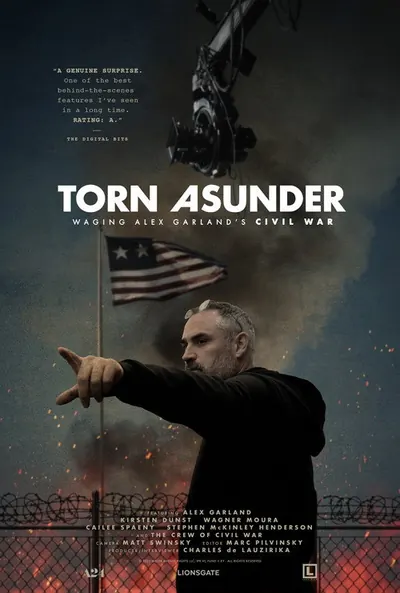 "A GENUINE SURPRISE.
One of the best
behind-the-scenes
features I've seen
in a long time.
RATING: A."
THE DIGITAL BITS
TORN ASUNDER
WAGING ALEX GARLAND'S CIVIL WAR
FEATURING ALEX GARLAND
KIRSTEN DUNST WAGNER MOURA
CAILEE SPAENY STEPHEN McKINLEY HENDERSON
AND THE CREW OF CIVIL WAR
CAMERA MATT SWINSKY EDITOR MARC PILVINSKY
PRODUCER/INTERVIEWER CHARLES de LAUZIRIKA
A24 LIONSGATE L